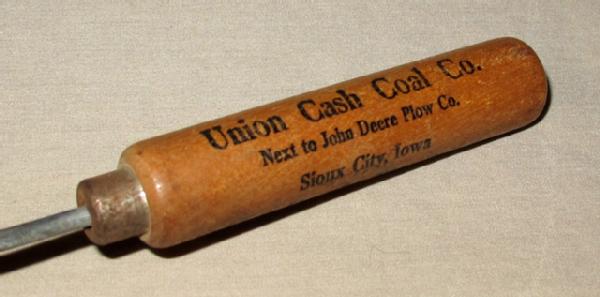 Union Cash Coal Co.
Next to John Deere Plow Co.
Sioux City, Iowa